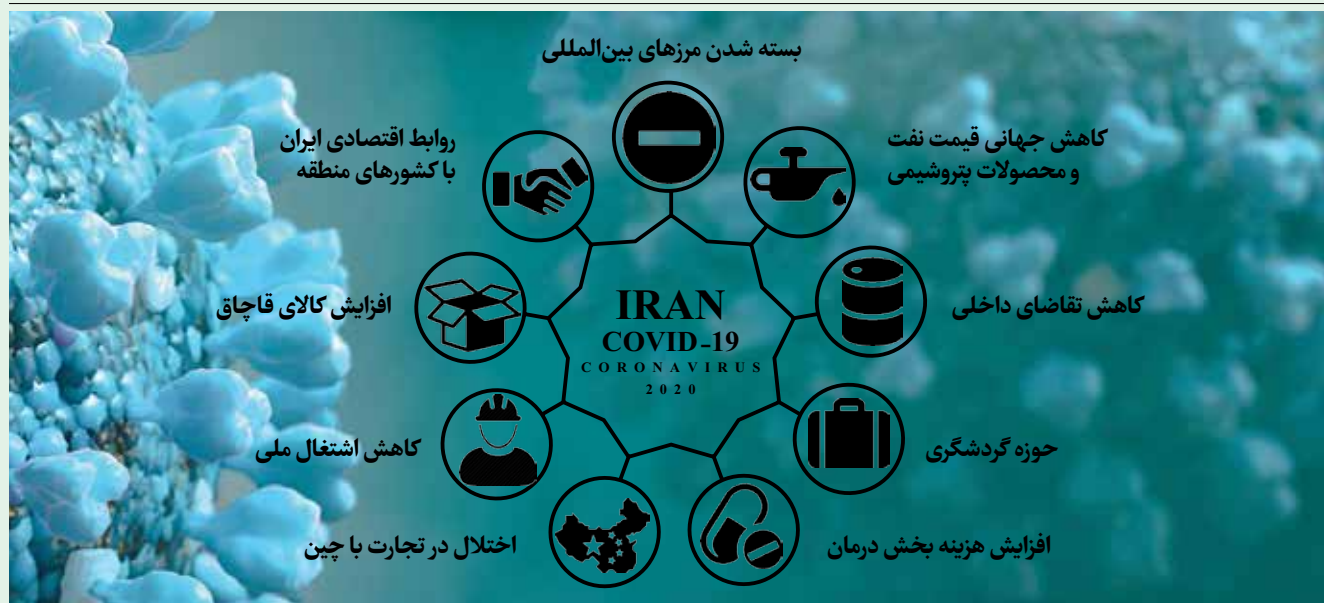 بسته شدن مرزهای بین‌المللی
کاهش جهانی قیمت نفت
و محصولات پتروشیمی
کاهش تقاضای داخلی
حوزه گردشگری
افزایش هزینه بخش درمان
اختلال در تجارت با چین
کاهش اشتغال ملی
افزایش کالای قاچاق
روابط اقتصادی ایران
با کشورهای منطقه
IRAN
COVID-19
CORONAVIRUS
2020